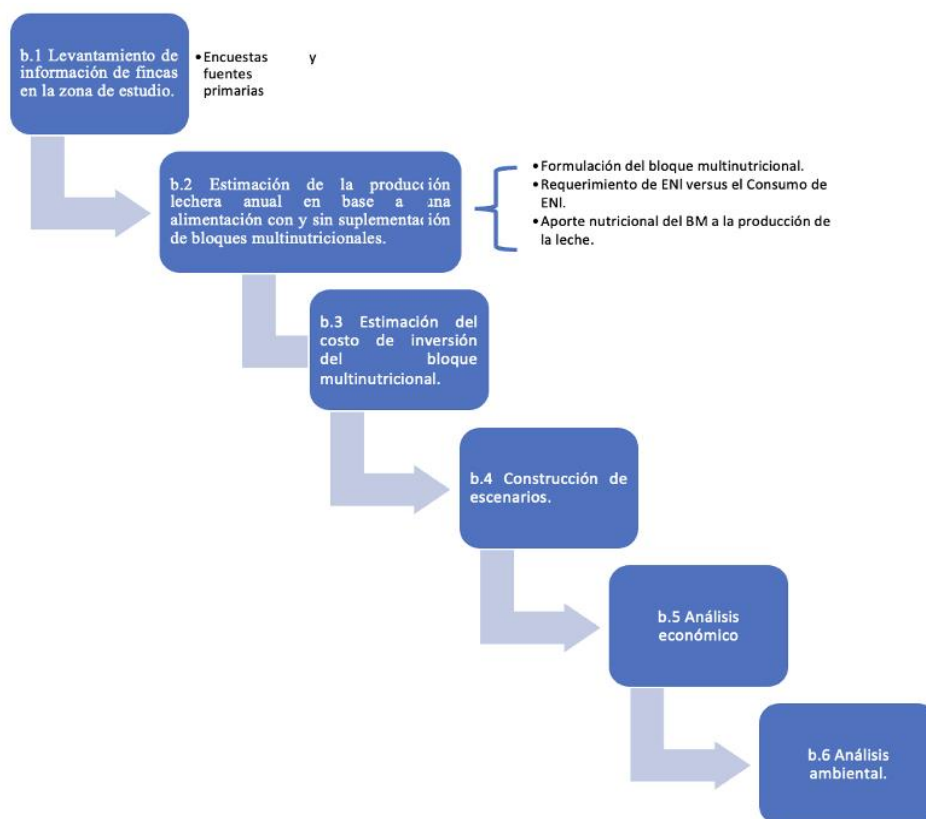 b.1 Levantamiento de
información de fincas
en la zona de estudio.
•Encuestas y
fuentes
primarias
b.2 Estimación de la producción
lechera anual en base a una
alimentación con y sin suplementación
de bloques multinutricionales.
•Formulación del bloque multinutricional.
•Requerimiento de ENl versus el Consumo de
ENl.
•Aporte nutricional del BM a la producción de
la leche.
b.3 Estimación del
costo de inversión
del bloque
multinutricional.
b.4 Construcción de
escenarios.
b.5 Análisis
económico
b.6 Análisis
ambiental.